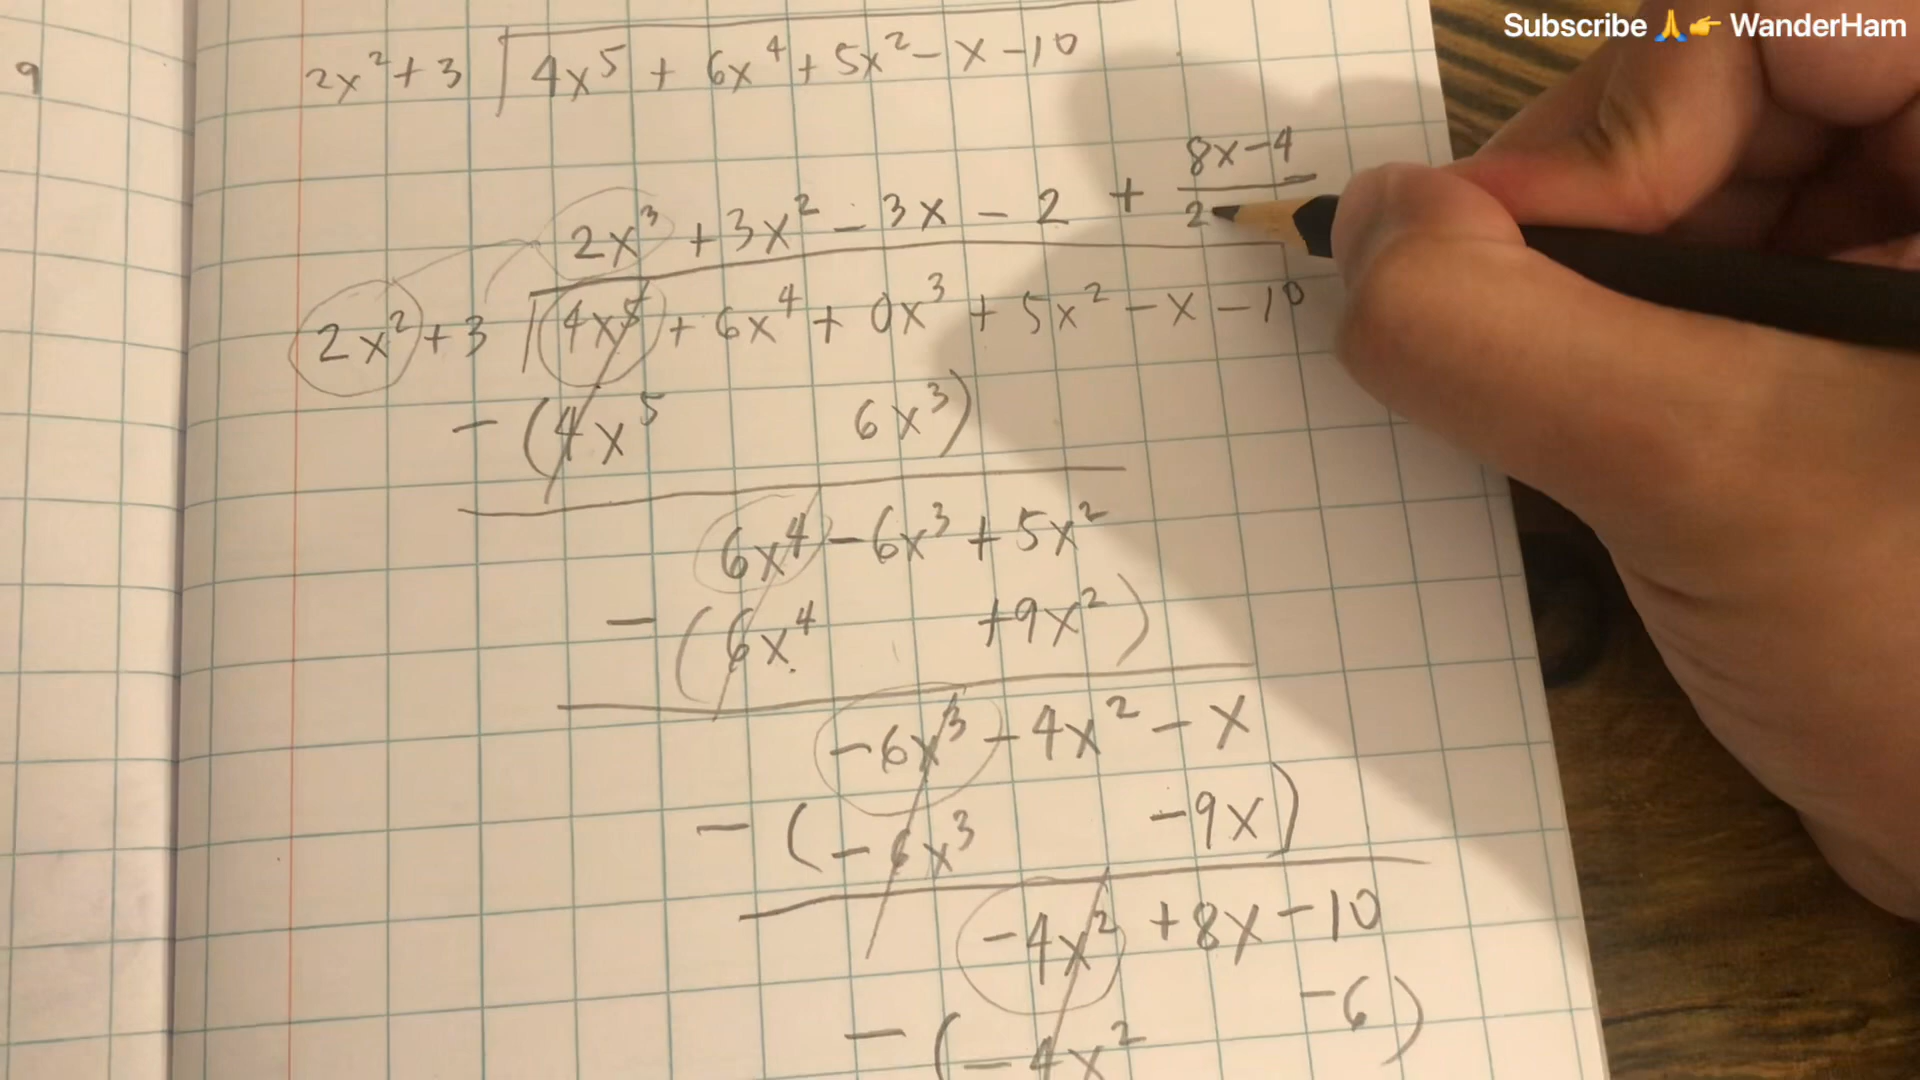 Subscribe 🙏👉 WanderHam
9
2x² + 3 4x⁵ + 6x⁴ + 5x² - x - 10
8x - 4
2x³ + 3x² - 3x - 2 +
2
2x² + 3 4x⁵ + 6x⁴ + 0x³ + 5x² - x - 10
- (4x⁵ 6x³)
6x⁴ - 6x³ + 5x²
- (6x⁴ +9x²)
-6x³ - 4x² - x
- (-6x³ -9x)
-4x² + 8x - 10
- (-4x² -6)